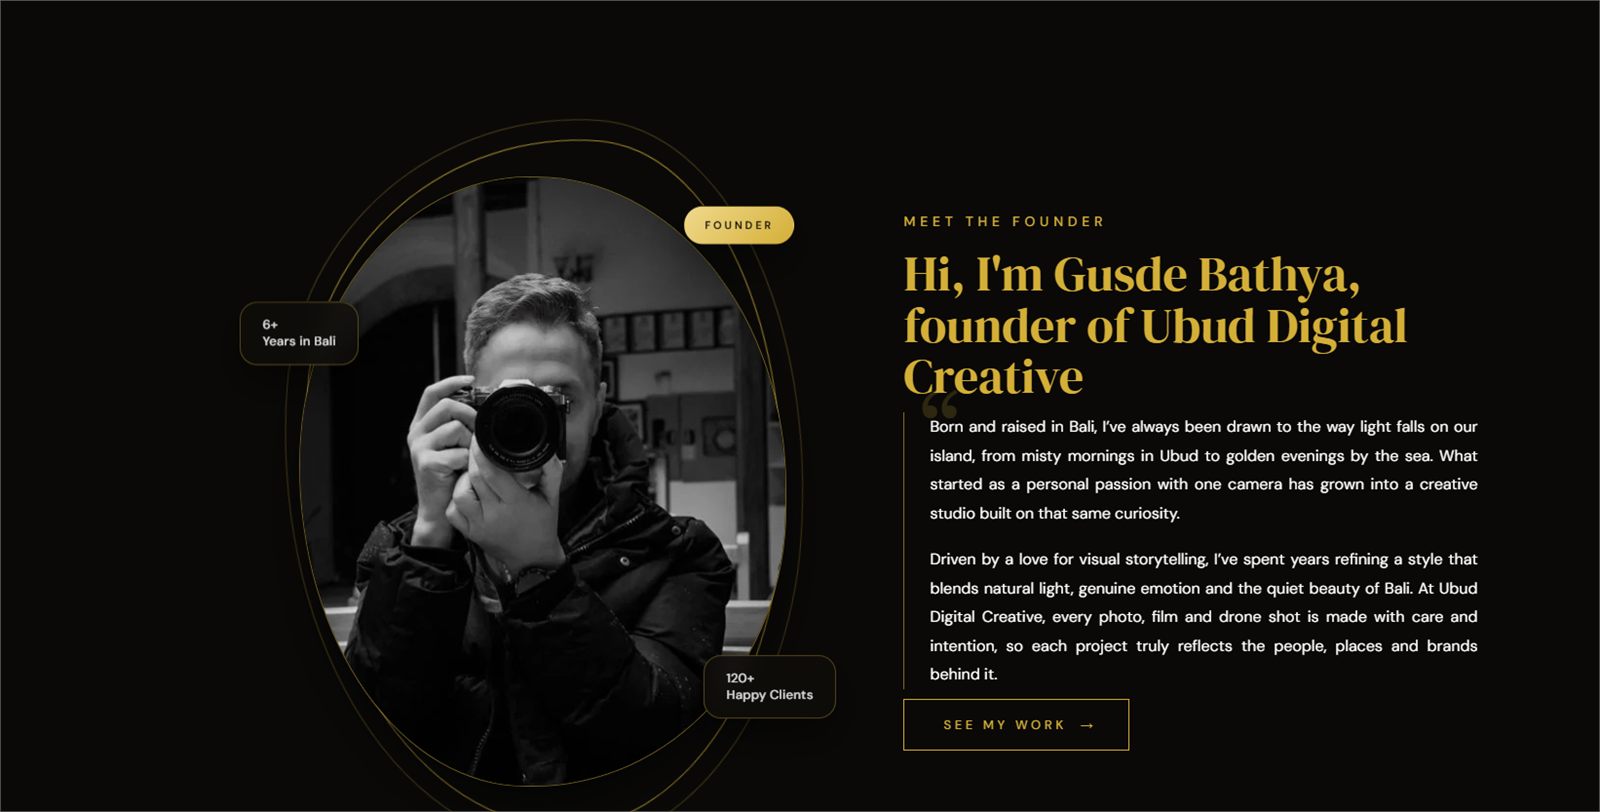 FOUNDER
6+
Years in Bali
120+
Happy Clients
MEET THE FOUNDER
Hi, I'm Gusde Bathya,
founder of Ubud Digital
Creative
“
Born and raised in Bali, I’ve always been drawn to the way light falls on our
island, from misty mornings in Ubud to golden evenings by the sea. What
started as a personal passion with one camera has grown into a creative
studio built on that same curiosity.
Driven by a love for visual storytelling, I’ve spent years refining a style that
blends natural light, genuine emotion and the quiet beauty of Bali. At Ubud
Digital Creative, every photo, film and drone shot is made with care and
intention, so each project truly reflects the people, places and brands
behind it.
SEE MY WORK →